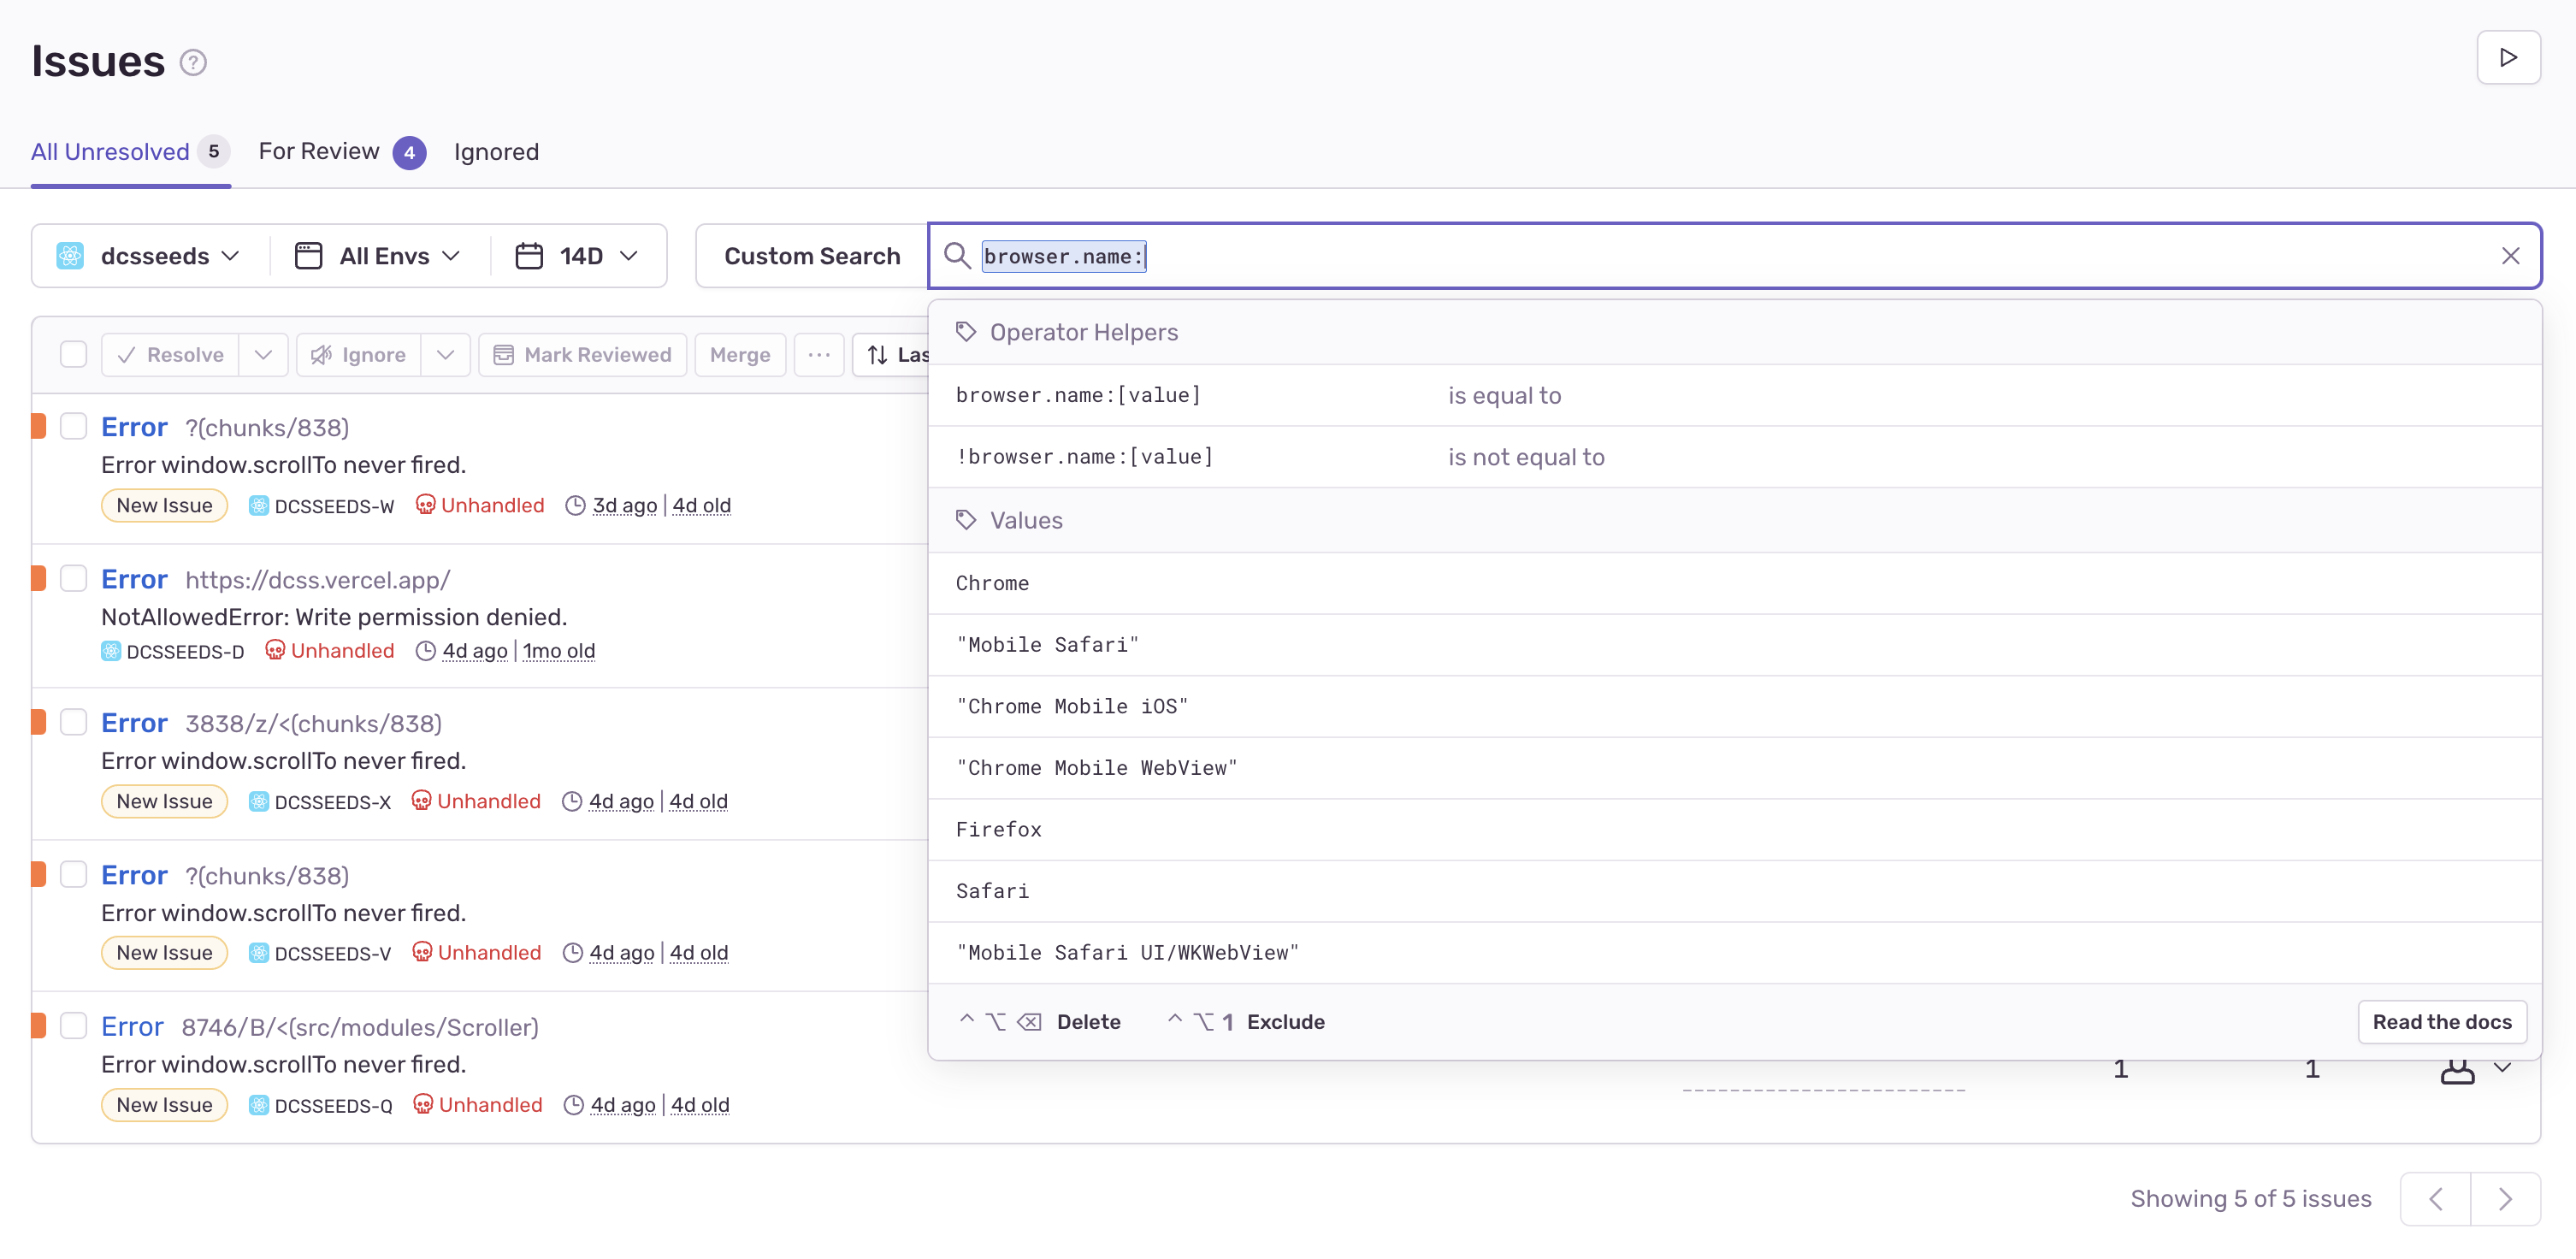 Issues ?
All Unresolved 5 For Review 4 Ignored
dcsseeds All Envs 14D Custom Search browser.name:
Resolve Ignore Mark Reviewed Merge ... Las
Operator Helpers
browser.name:[value] is equal to
!browser.name:[value] is not equal to
Values
Chrome
"Mobile Safari"
"Chrome Mobile iOS"
"Chrome Mobile WebView"
Firefox
Safari
"Mobile Safari UI/WKWebView"
^ ⌥ ⌫ Delete ^ ⌥ 1 Exclude Read the docs
Error ?(chunks/838)
Error window.scrollTo never fired.
New Issue DCSSEEDS-W Unhandled 3d ago | 4d old
Error https://dcss.vercel.app/
NotAllowedError: Write permission denied.
DCSSEEDS-D Unhandled 4d ago | 1mo old
Error 3838/z/<(chunks/838)
Error window.scrollTo never fired.
New Issue DCSSEEDS-X Unhandled 4d ago | 4d old
Error ?(chunks/838)
Error window.scrollTo never fired.
New Issue DCSSEEDS-V Unhandled 4d ago | 4d old
Error 8746/B/<(src/modules/Scroller)
Error window.scrollTo never fired. 1 1
New Issue DCSSEEDS-Q Unhandled 4d ago | 4d old
Showing 5 of 5 issues